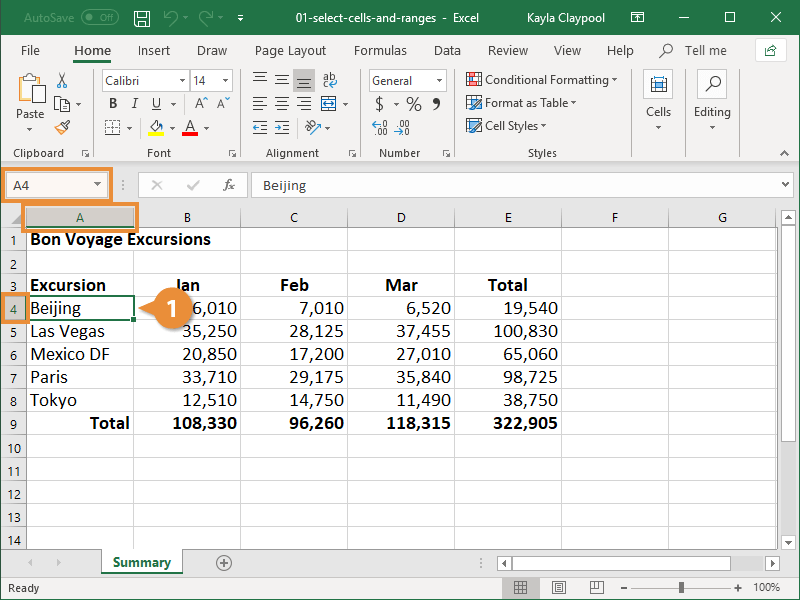 AutoSave Off 01-select-cells-and-ranges - Excel Kayla Claypool
File Home Insert Draw Page Layout Formulas Data Review View Help Tell me
Calibri 14 ab General Conditional Formatting
Paste B I U A A $ % Format as Table Cells Editing
A Cell Styles
Clipboard Font Alignment Number Styles
A4 fx Beijing
A B C D E F G
1 Bon Voyage Excursions
2
3 Excursion Jan Feb Mar Total
4 Beijing 1 6,010 7,010 6,520 19,540
5 Las Vegas 35,250 28,125 37,455 100,830
6 Mexico DF 20,850 17,200 27,010 65,060
7 Paris 33,710 29,175 35,840 98,725
8 Tokyo 12,510 14,750 11,490 38,750
9 Total 108,330 96,260 118,315 322,905
10
11
12
13
14
Summary
Ready 100%